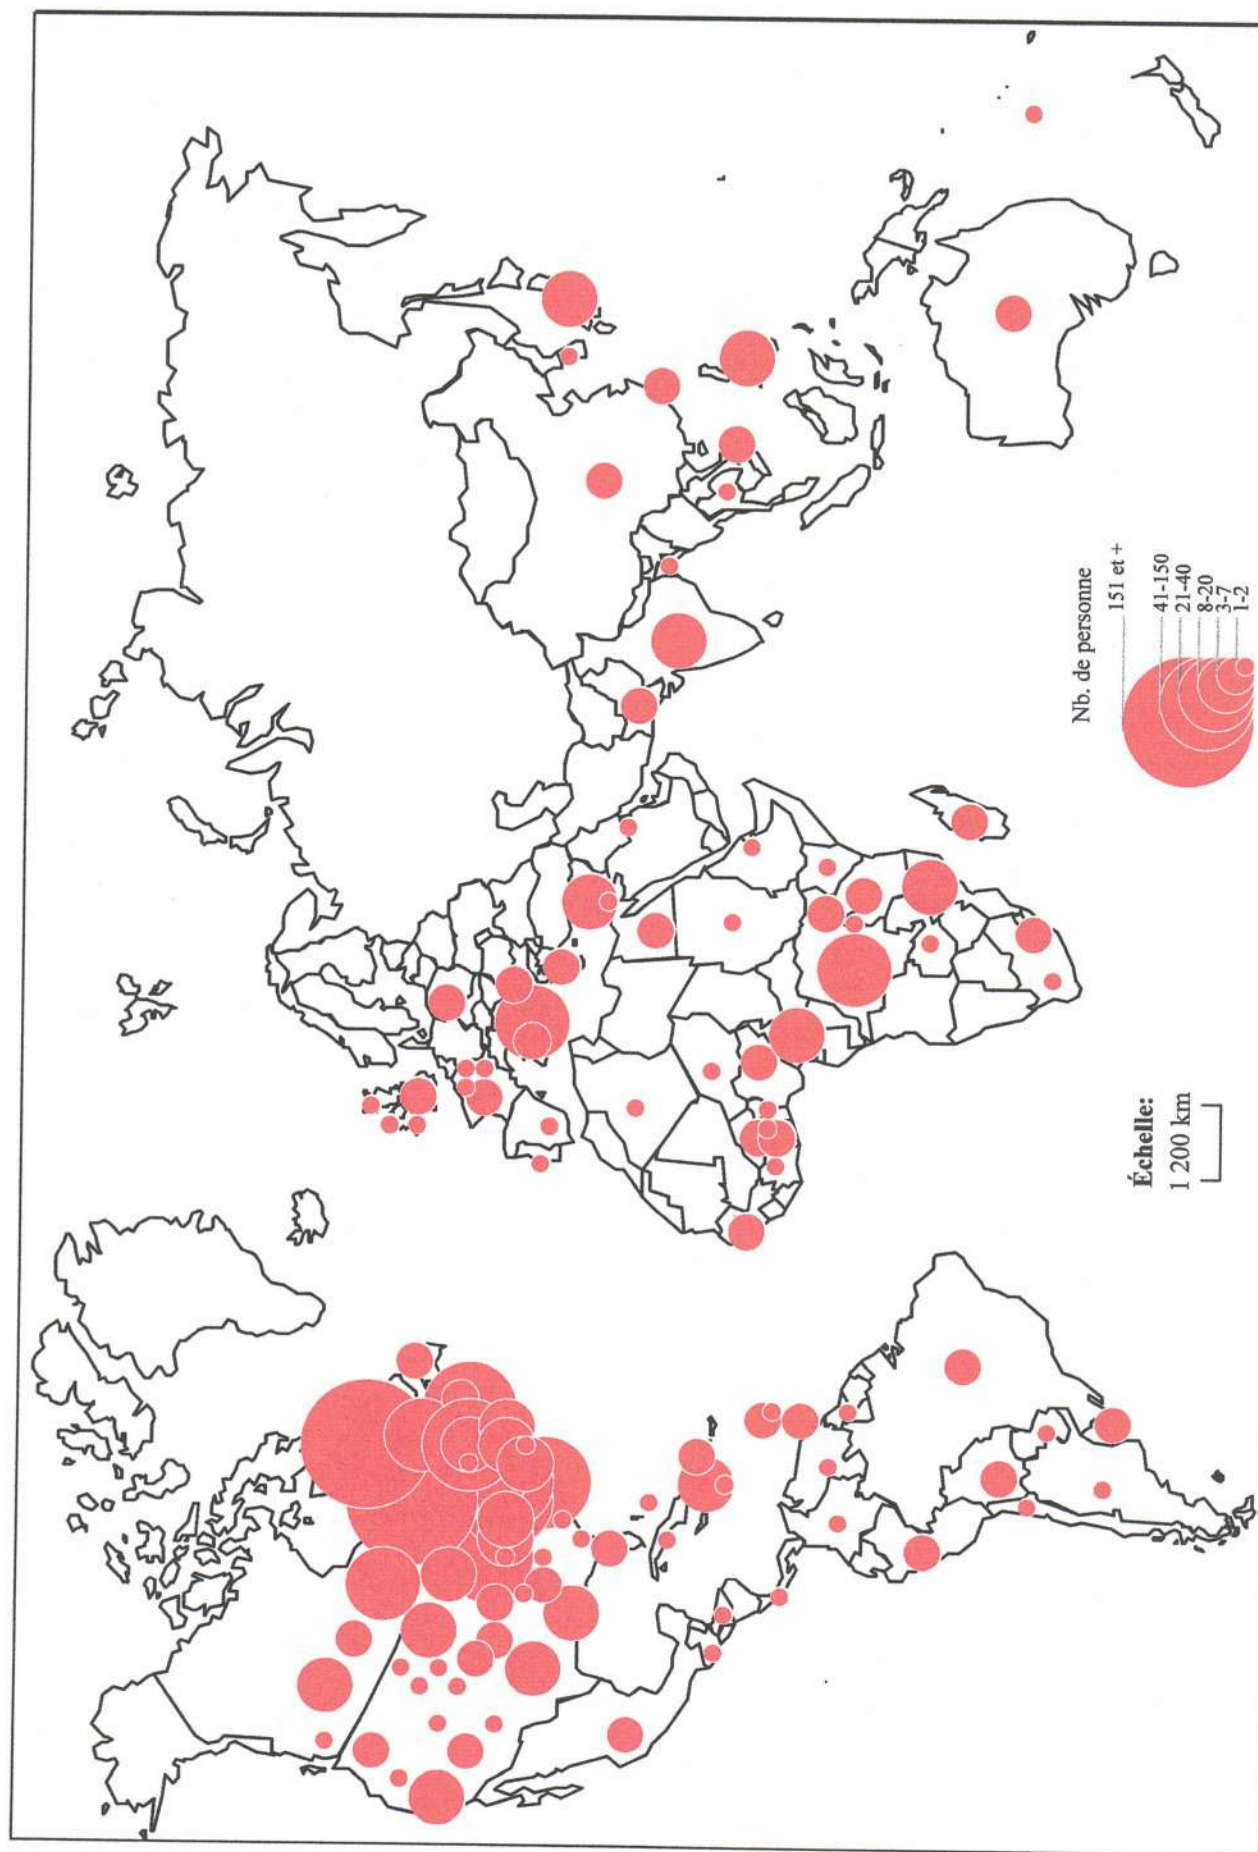 Nb. de personne
151 et +
41-150
21-40
8-20
3-7
1-2
Échelle:
1 200 km